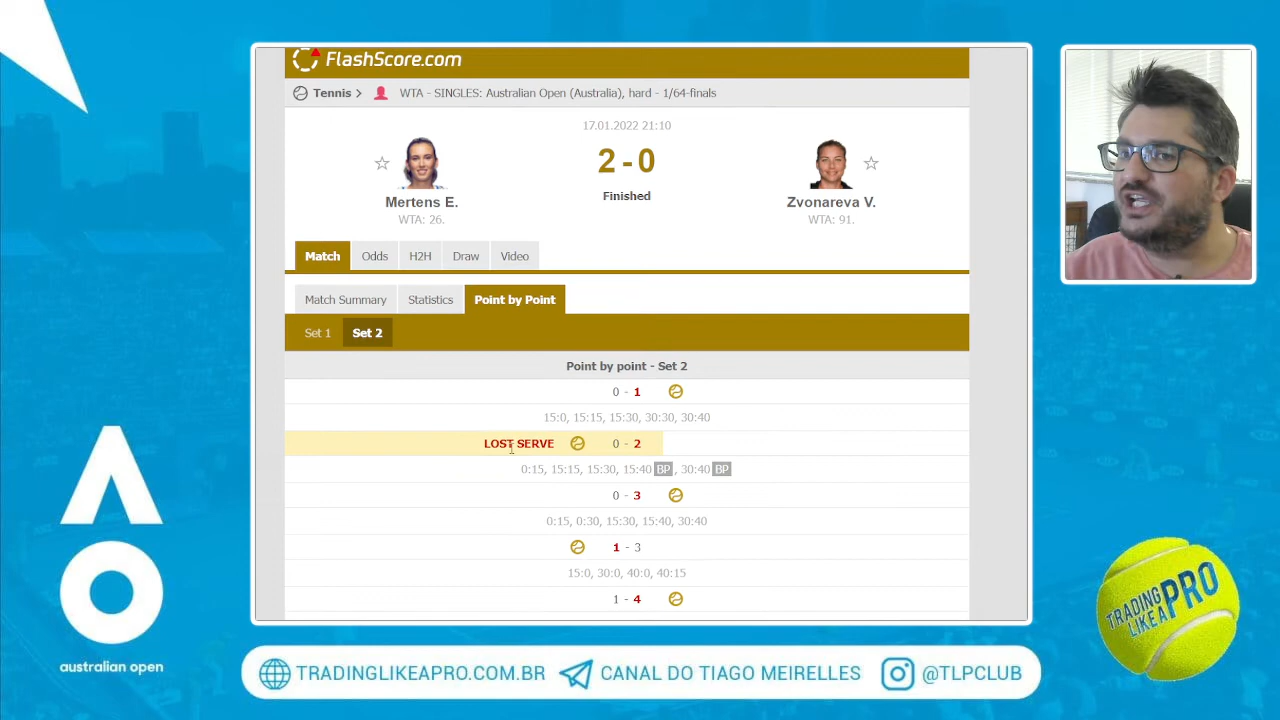 FlashScore.com
Tennis > WTA - SINGLES: Australian Open (Australia), hard - 1/64-finals
17.01.2022 21:10
2 - 0
Finished
Mertens E.
WTA: 26.
Zvonareva V.
WTA: 91.
Match Odds H2H Draw Video
Match Summary Statistics Point by Point
Set 1 Set 2
Point by point - Set 2
0 - 1
15:0, 15:15, 15:30, 30:30, 30:40
LOST SERVE 0 - 2
0:15, 15:15, 15:30, 15:40 BP , 30:40 BP
0 - 3
0:15, 0:30, 15:30, 15:40, 30:40
1 - 3
15:0, 30:0, 40:0, 40:15
1 - 4
australian open
TRADING
LIKE A PRO
TRADINGLIKEAPRO.COM.BR CANAL DO TIAGO MEIRELLES @TLPCLUB